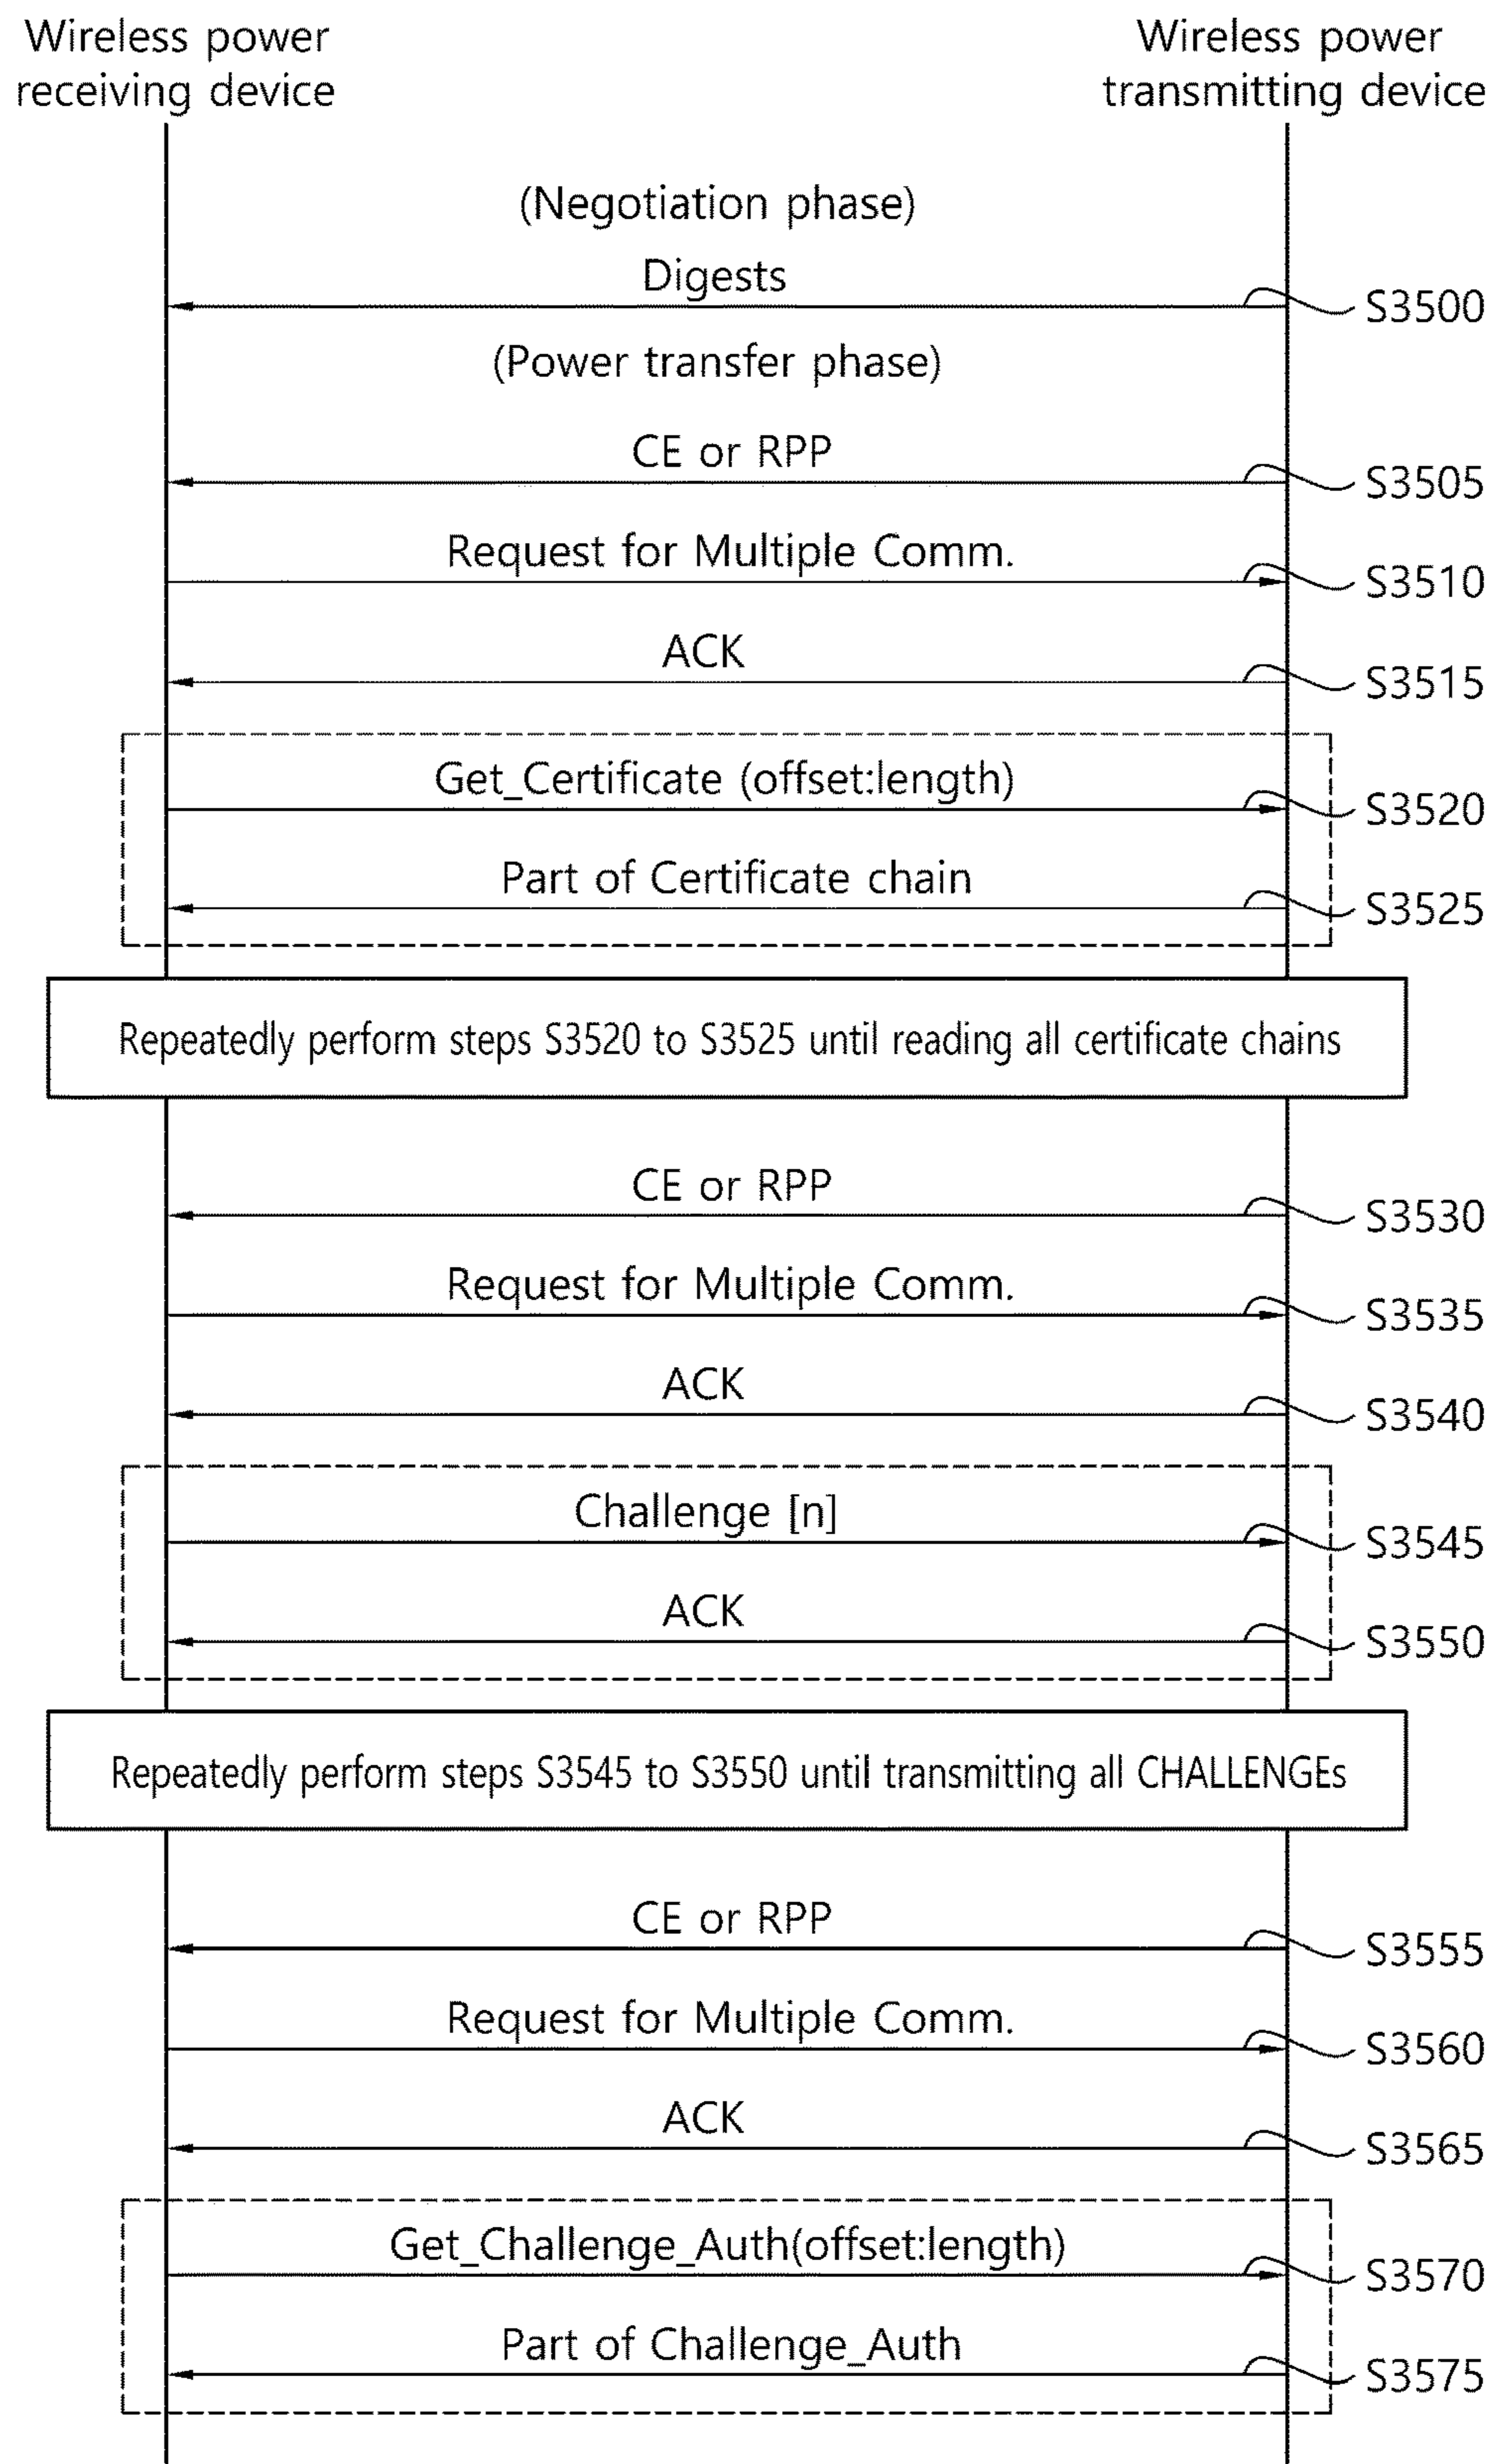 Wireless power
receiving device
Wireless power
transmitting device
(Negotiation phase)
Digests
S3500
(Power transfer phase)
CE or RPP
S3505
Request for Multiple Comm.
S3510
ACK
S3515
Get_Certificate (offset:length)
S3520
Part of Certificate chain
S3525
Repeatedly perform steps S3520 to S3525 until reading all certificate chains
CE or RPP
S3530
Request for Multiple Comm.
S3535
ACK
S3540
Challenge [n]
S3545
ACK
S3550
Repeatedly perform steps S3545 to S3550 until transmitting all CHALLENGEs
CE or RPP
S3555
Request for Multiple Comm.
S3560
ACK
S3565
Get_Challenge_Auth(offset:length)
S3570
Part of Challenge_Auth
S3575